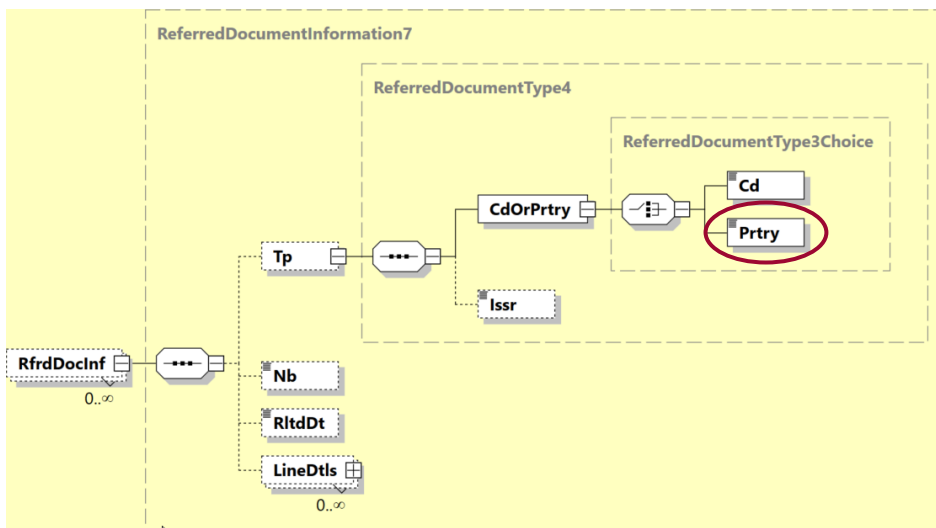 ReferredDocumentInformation7
ReferredDocumentType4
ReferredDocumentType3Choice
Cd
CdOrPrtry
Prtry
Tp
Issr
RfrdDocInf
0..∞
Nb
RltdDt
LineDtls
0..∞